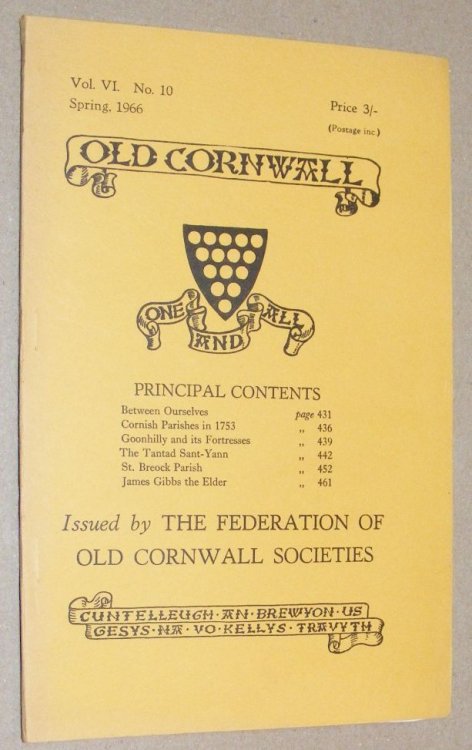 Vol. VI. No. 10
Spring, 1966
Price 3/-
(Postage inc.)
OLD CORNWALL
ONE AND ALL
PRINCIPAL CONTENTS
Between Ourselves page 431
Cornish Parishes in 1753 „ 436
Goonhilly and its Fortresses „ 439
The Tantad Sant-Yann „ 442
St. Breock Parish „ 452
James Gibbs the Elder „ 461
Issued by THE FEDERATION OF
OLD CORNWALL SOCIETIES
CUNTELLEUGH·AN·BREWYON·US
GESYS·NA·VO·KELLYS·TRAVYTH